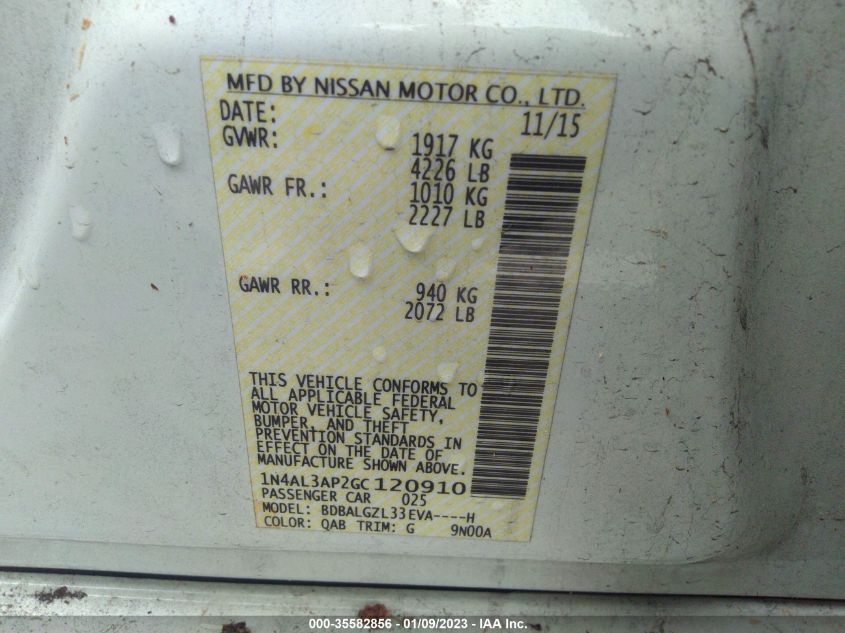 MFD BY NISSAN MOTOR CO., LTD.
DATE: 11/15
GVWR: 1917 KG
4226 LB
GAWR FR.: 1010 KG
2227 LB
GAWR RR.: 940 KG
2072 LB
THIS VEHICLE CONFORMS TO
ALL APPLICABLE FEDERAL
MOTOR VEHICLE SAFETY,
BUMPER, AND THEFT
PREVENTION STANDARDS IN
EFFECT ON THE DATE OF
MANUFACTURE SHOWN ABOVE.
1N4AL3AP2GC120910
PASSENGER CAR 025
MODEL: BDBALGZL33EVA----H
COLOR: QAB TRIM: G 9N00A
000-35582856 - 01/09/2023 - © IAA Inc.